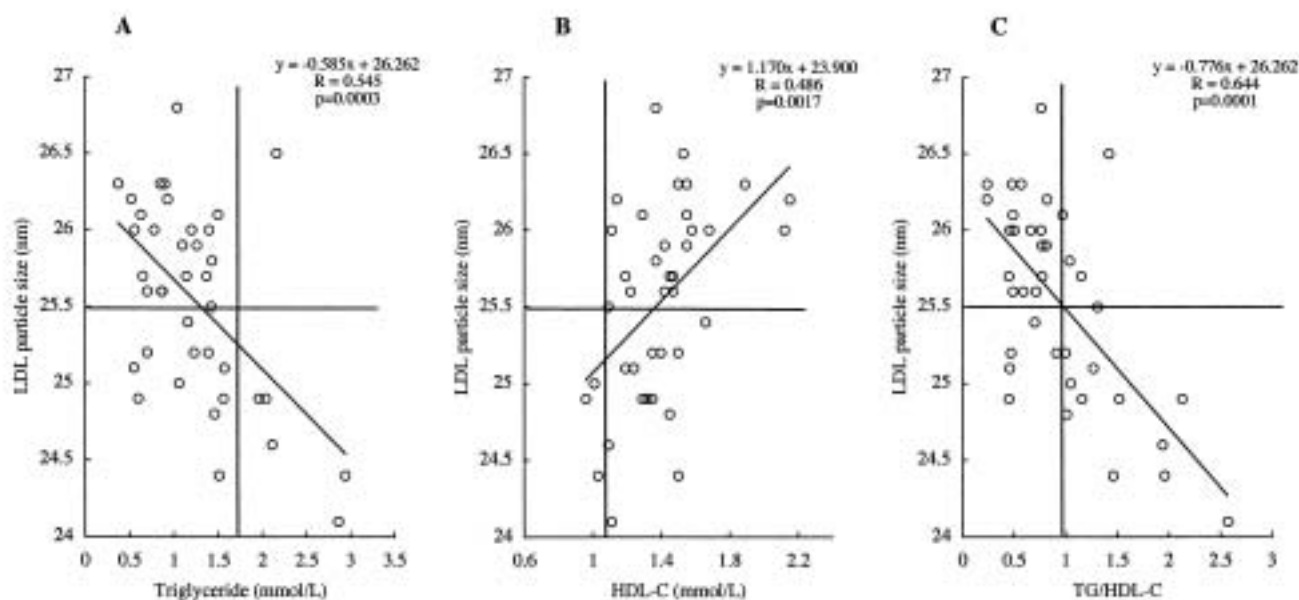 A
y = -0.585x + 26.262
R = 0.545
p=0.0003
27
26.5
26
25.5
25
24.5
24
LDL particle size (nm)
0 0.5 1 1.5 2 2.5 3 3.5
Triglyceride (mmol/L)
B
y = 1.170x + 23.900
R = 0.486
p=0.0017
27
26.5
26
25.5
25
24.5
24
LDL particle size (nm)
0.6 1 1.4 1.8 2.2
HDL-C (mmol/L)
C
y = -0.776x + 26.262
R = 0.644
p=0.0001
27
26.5
26
25.5
25
24.5
24
LDL particle size (nm)
0 0.5 1 1.5 2 2.5 3
TG/HDL-C